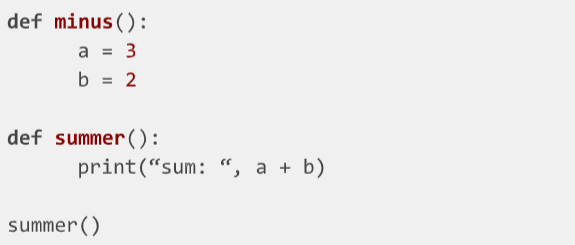 def minus():
a = 3
b = 2
def summer():
print(“sum: “, a + b)
summer()